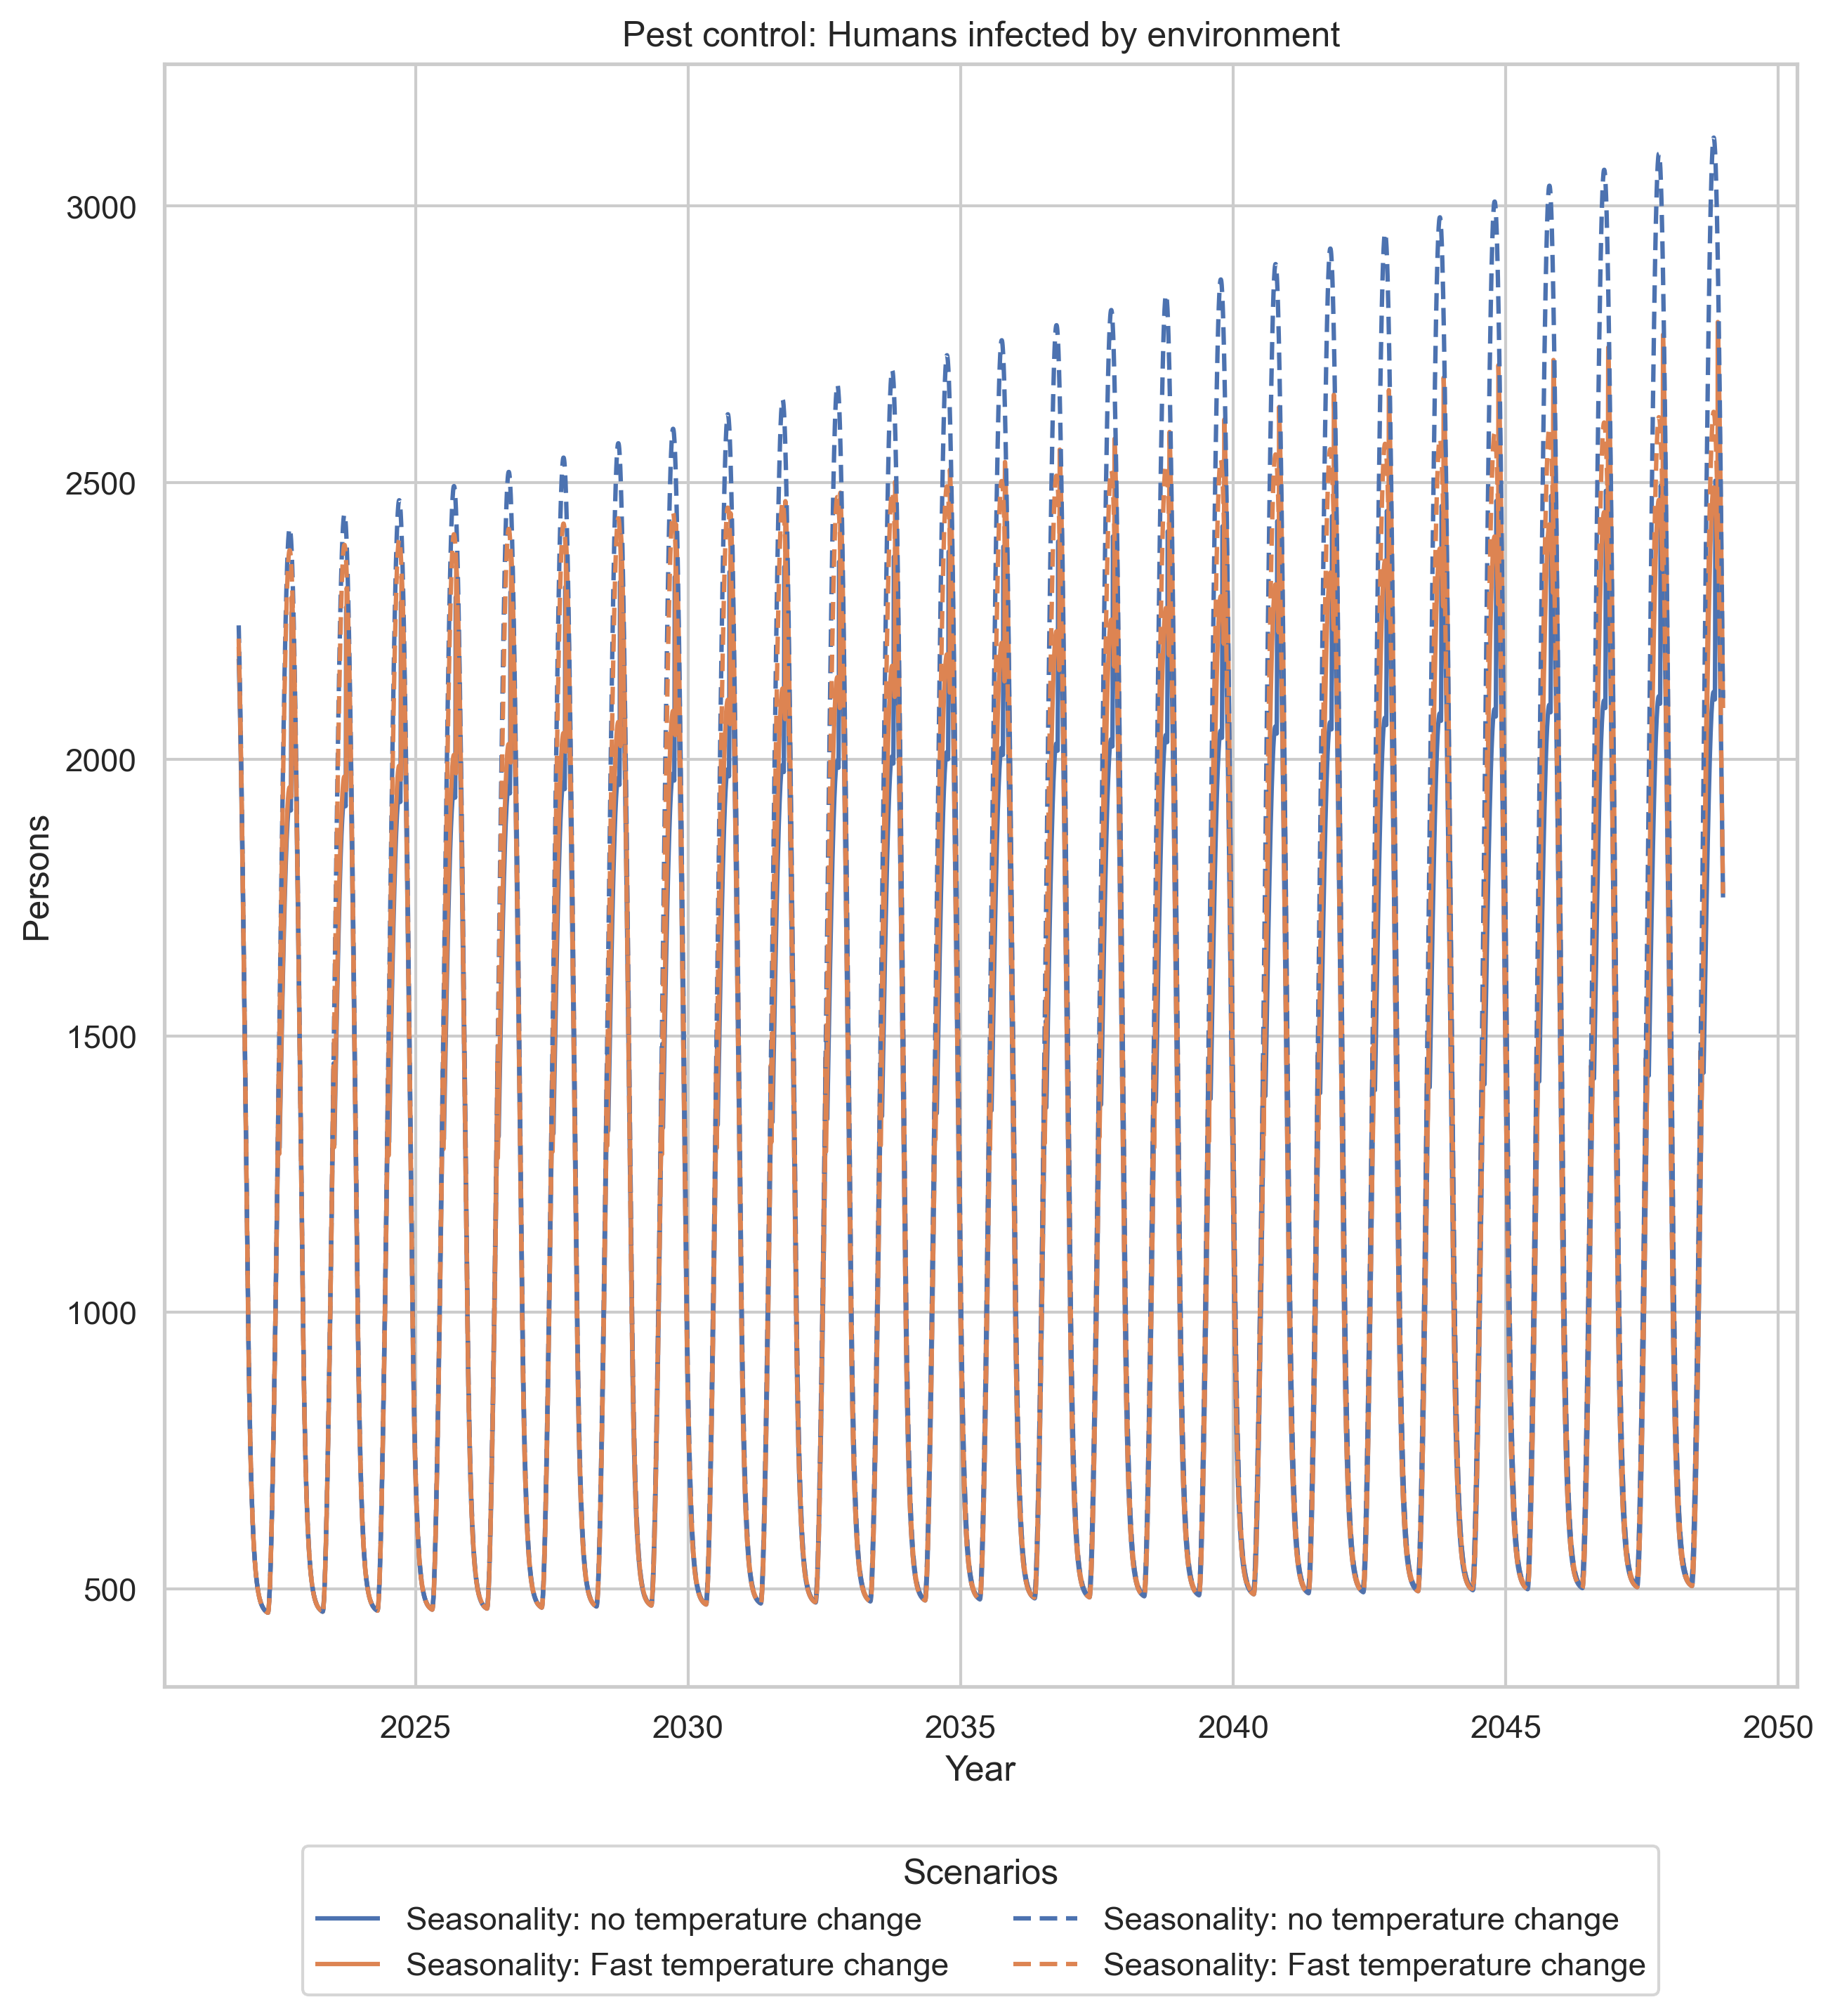 Pest control: Humans infected by environment
3000
2500
2000
1500
1000
500
Persons
2025 2030 2035 2040 2045 2050
Year
Scenarios
Seasonality: no temperature change Seasonality: no temperature change
Seasonality: Fast temperature change Seasonality: Fast temperature change